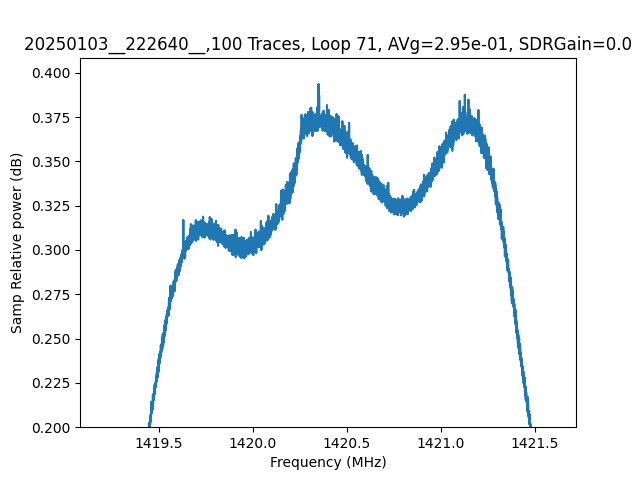 20250103__222640__,100 Traces, Loop 71, AVg=2.95e-01, SDRGain=0.0
0.400
0.375
0.350
0.325
0.300
0.275
0.250
0.225
0.200
Samp Relative power (dB)
1419.5 1420.0 1420.5 1421.0 1421.5
Frequency (MHz)